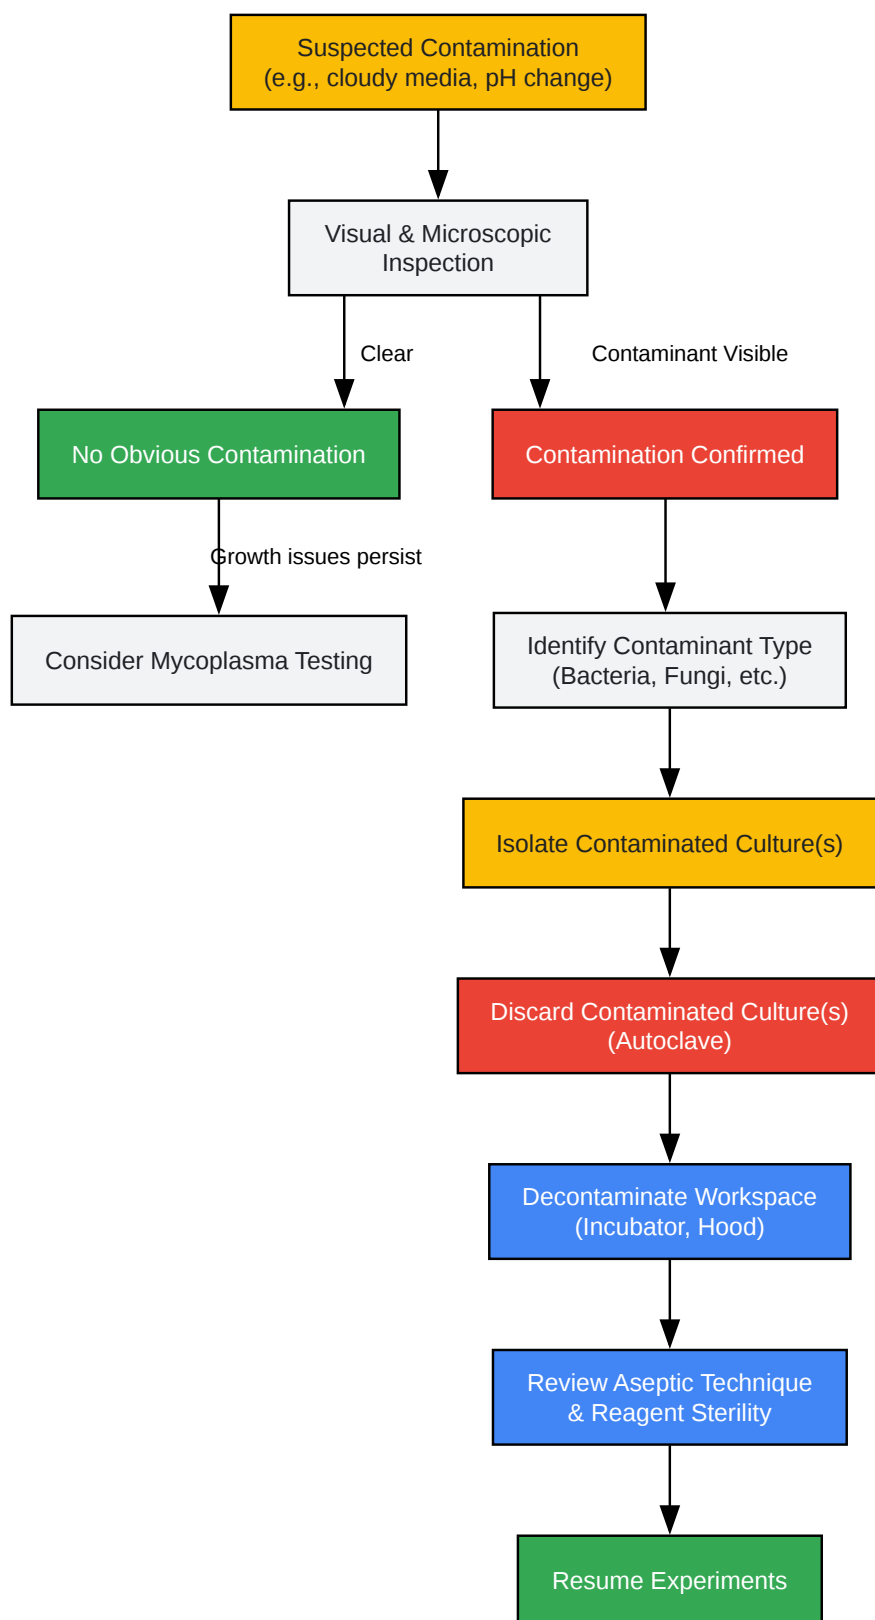 Suspected Contamination
(e.g., cloudy media, pH change)
Visual & Microscopic
Inspection
Clear
Contaminant Visible
No Obvious Contamination
Contamination Confirmed
Growth issues persist
Consider Mycoplasma Testing
Identify Contaminant Type
(Bacteria, Fungi, etc.)
Isolate Contaminated Culture(s)
Discard Contaminated Culture(s)
(Autoclave)
Decontaminate Workspace
(Incubator, Hood)
Review Aseptic Technique
& Reagent Sterility
Resume Experiments